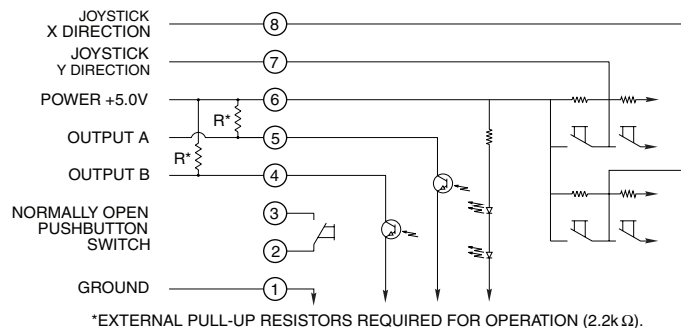 JOYSTICK
X DIRECTION
8
JOYSTICK
Y DIRECTION
7
POWER +5.0V
6
R*
OUTPUT A
5
R*
OUTPUT B
4
NORMALLY OPEN
PUSHBUTTON
SWITCH
3
2
GROUND
1
*EXTERNAL PULL-UP RESISTORS REQUIRED FOR OPERATION (2.2k Ω).